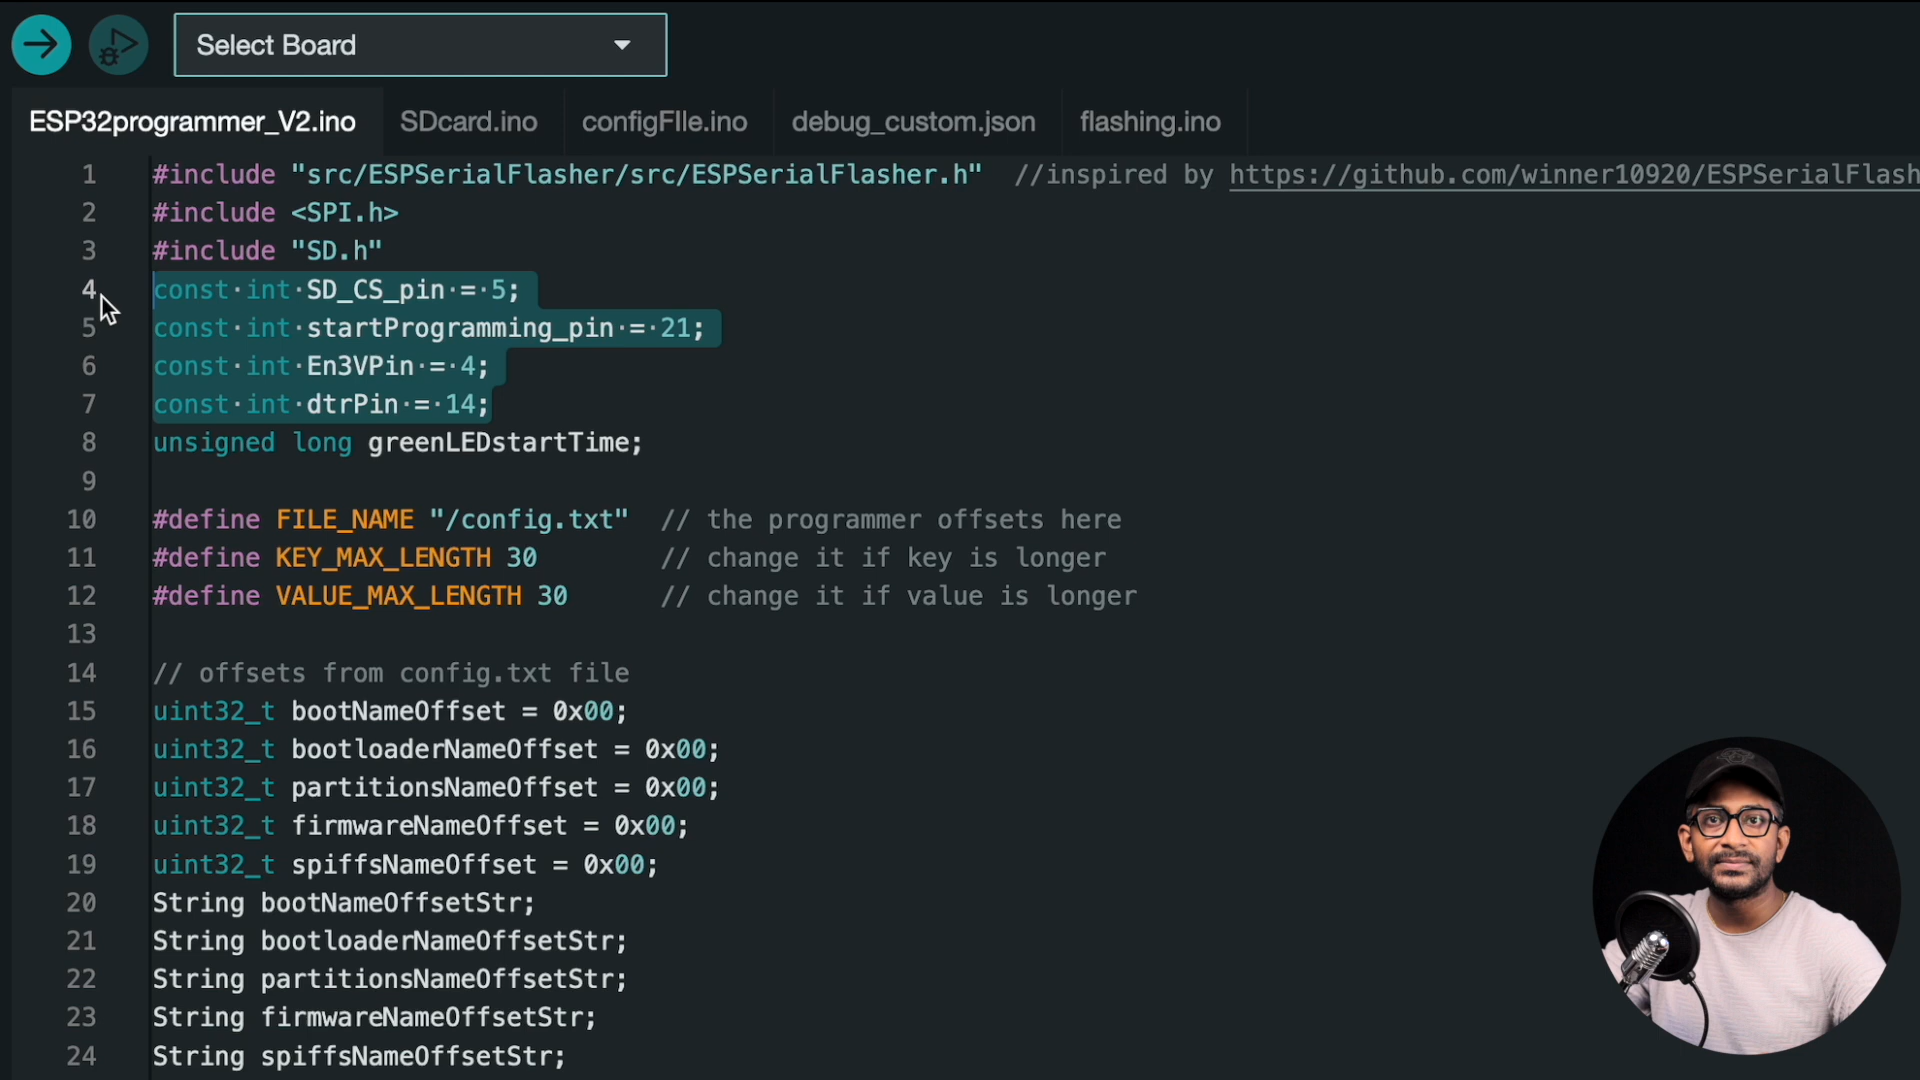 Select Board
ESP32programmer_V2.ino SDcard.ino configFIle.ino debug_custom.json flashing.ino
1 #include "src/ESPSerialFlasher/src/ESPSerialFlasher.h" //inspired by https://github.com/winner10920/ESPSerialFlash
2 #include <SPI.h>
3 #include "SD.h"
4 const int SD_CS_pin = 5;
5 const int startProgramming_pin = 21;
6 const int En3VPin = 4;
7 const int dtrPin = 14;
8 unsigned long greenLEDstartTime;
9
10 #define FILE_NAME "/config.txt" // the programmer offsets here
11 #define KEY_MAX_LENGTH 30 // change it if key is longer
12 #define VALUE_MAX_LENGTH 30 // change it if value is longer
13
14 // offsets from config.txt file
15 uint32_t bootNameOffset = 0x00;
16 uint32_t bootloaderNameOffset = 0x00;
17 uint32_t partitionsNameOffset = 0x00;
18 uint32_t firmwareNameOffset = 0x00;
19 uint32_t spiffsNameOffset = 0x00;
20 String bootNameOffsetStr;
21 String bootloaderNameOffsetStr;
22 String partitionsNameOffsetStr;
23 String firmwareNameOffsetStr;
24 String spiffsNameOffsetStr;